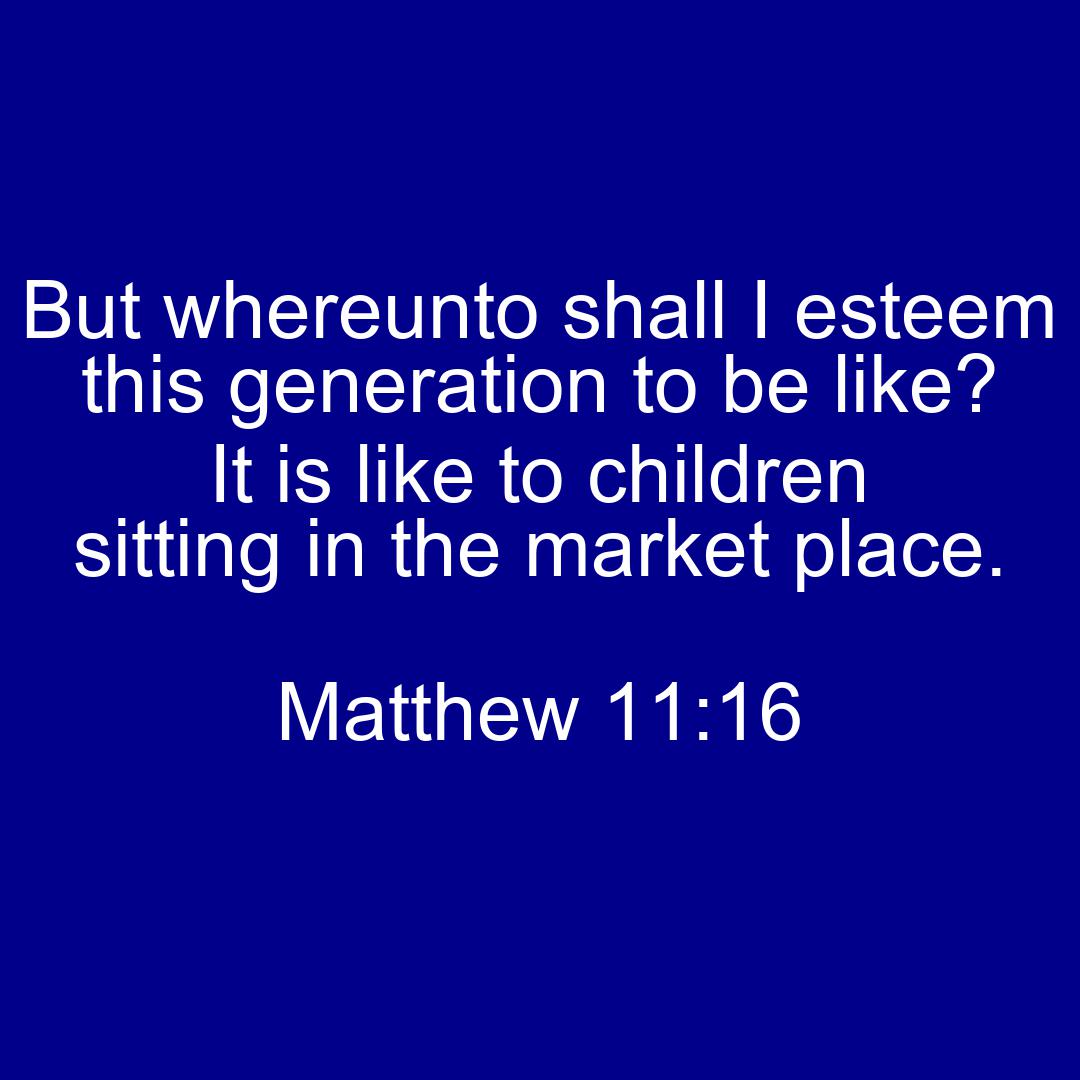 But whereunto shall I esteem
this generation to be like?
It is like to children
sitting in the market place.
Matthew 11:16